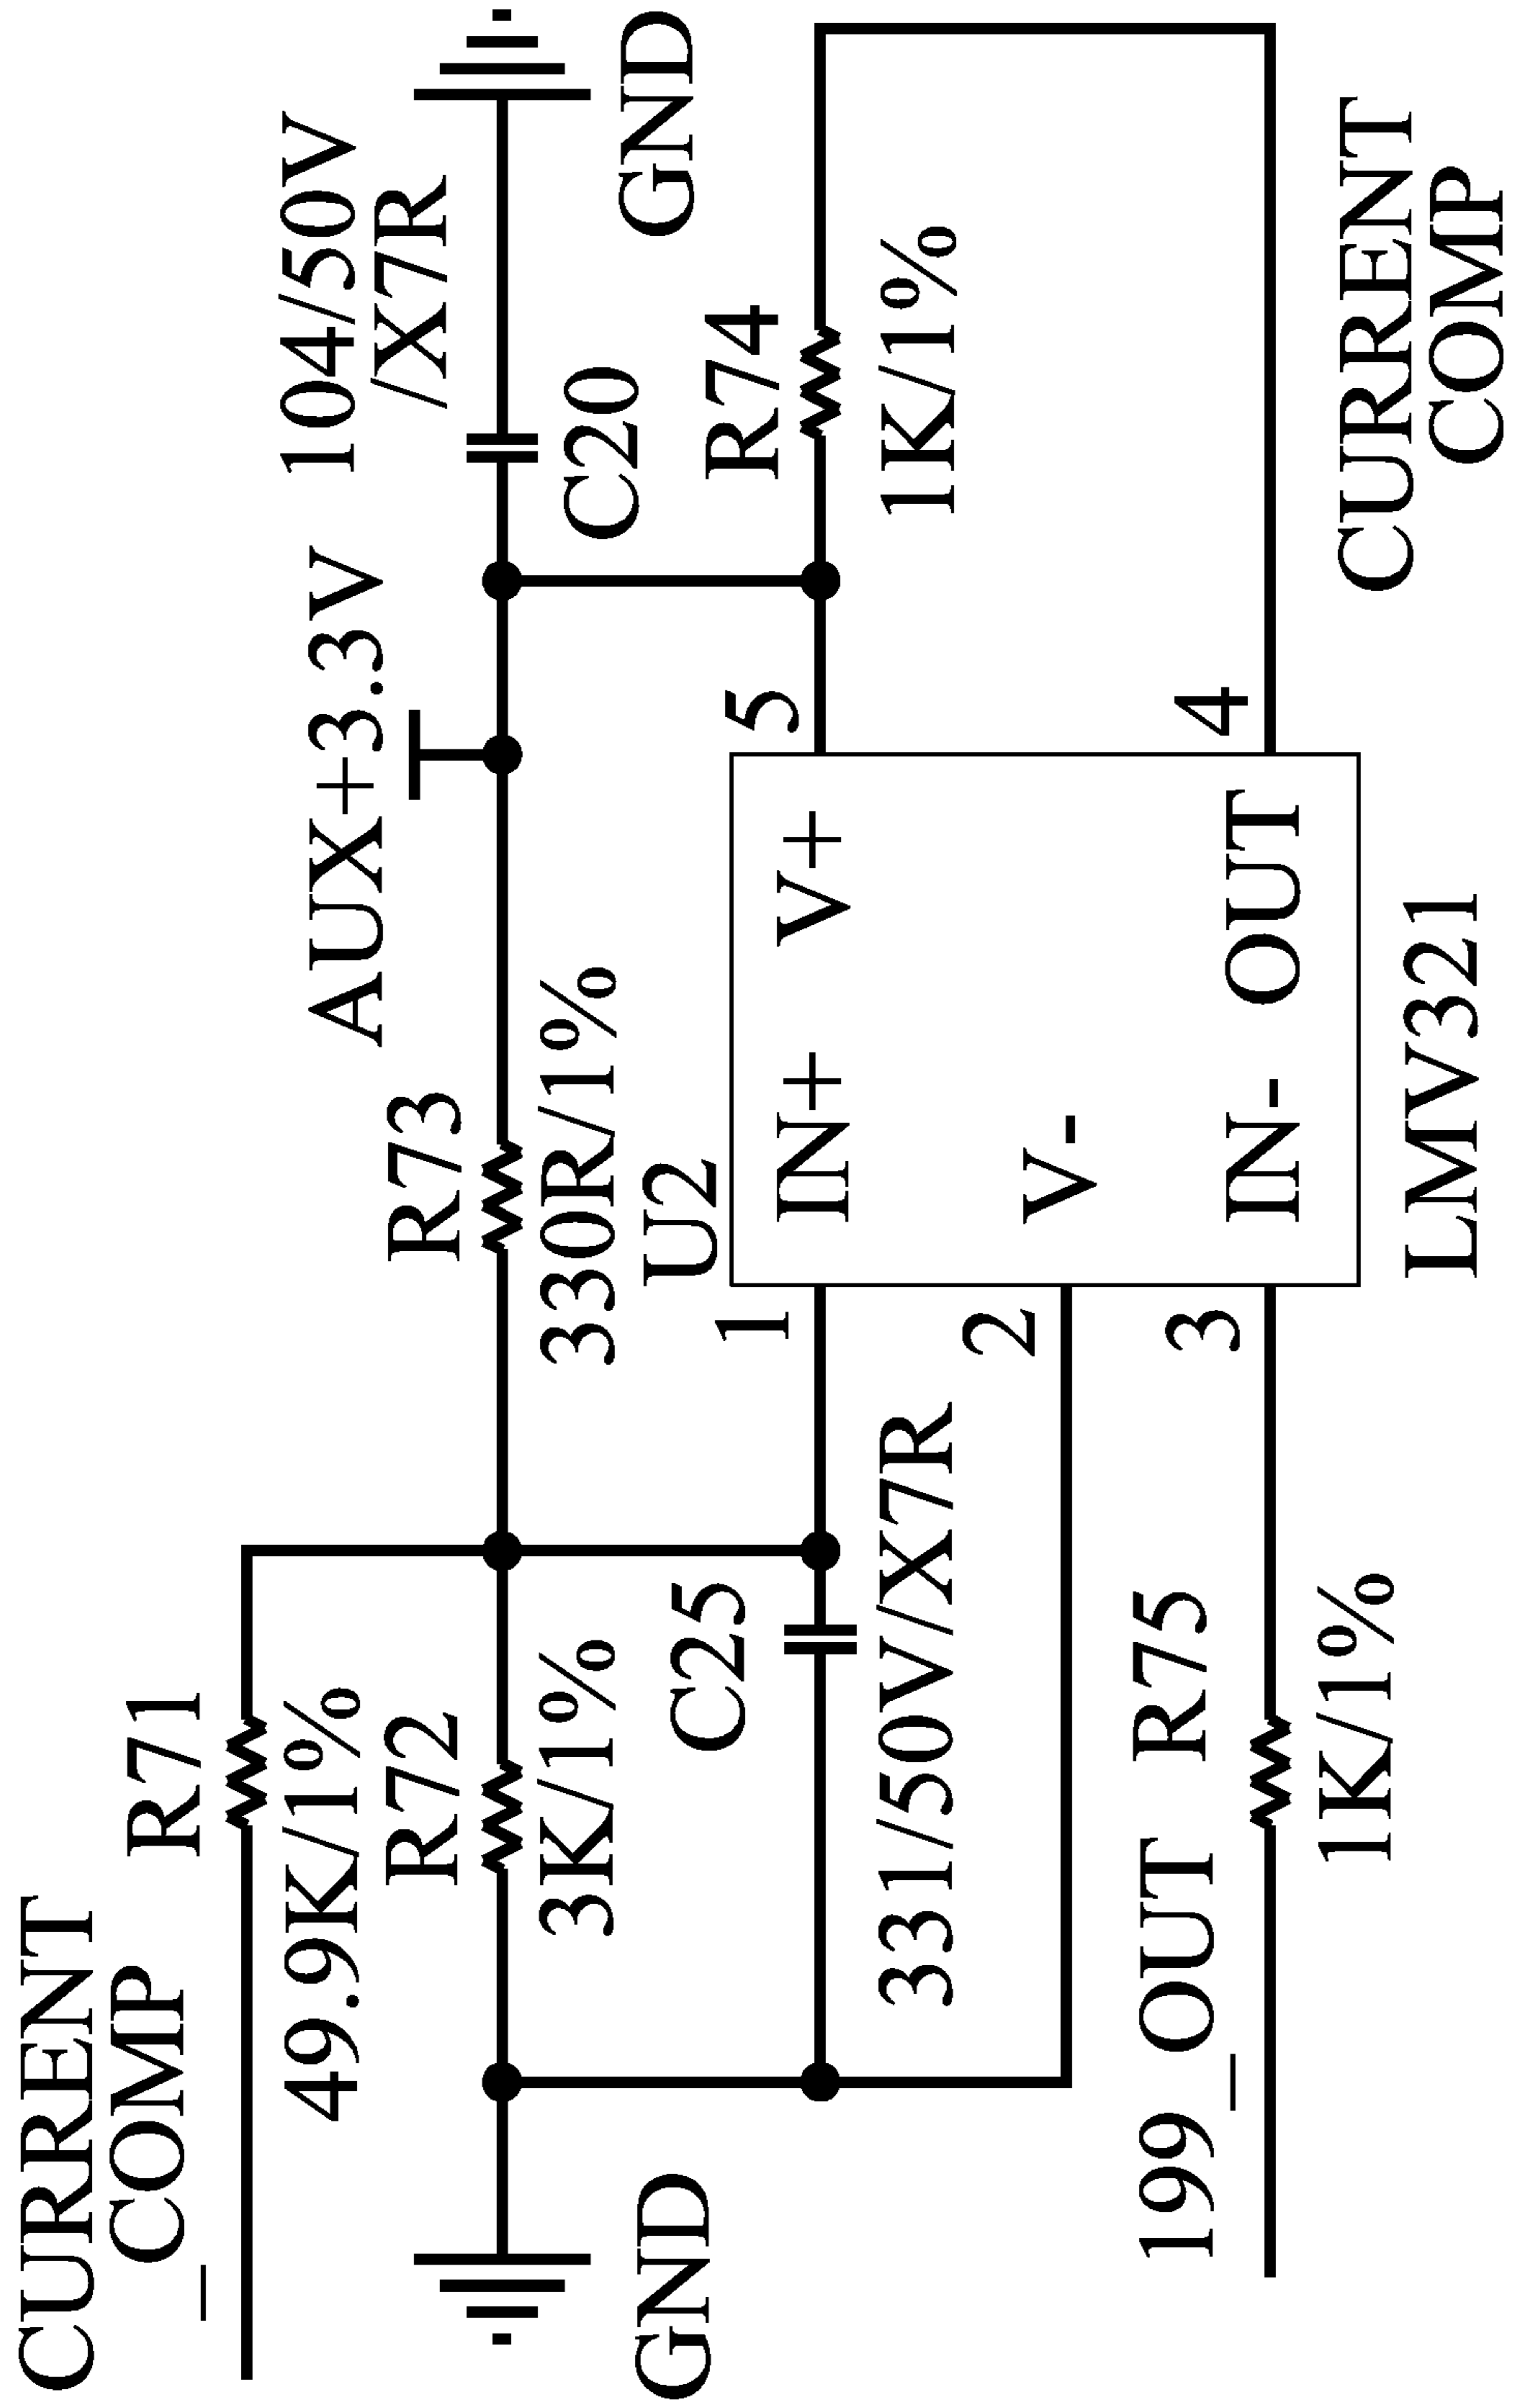 CURRENT
_COMP
R71
49.9K/1%
R72
3K/1%
R73
330R/1%
AUX+3.3V
104/50V
/X7R
C20
GND
GND
C25
331/50V/X7R
U2
1
IN+
V+
5
R74
1K/1%
2
V-
199_OUT
R75
1K/1%
3
IN-
OUT
4
LMV321
CURRENT
COMP